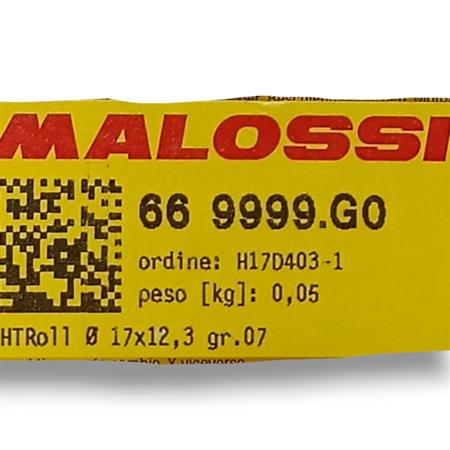 MALOSSI
66 9999.G0
ordine: H17D403-1
peso [kg]: 0,05
HTRoll Ø 17x12,3 gr.07